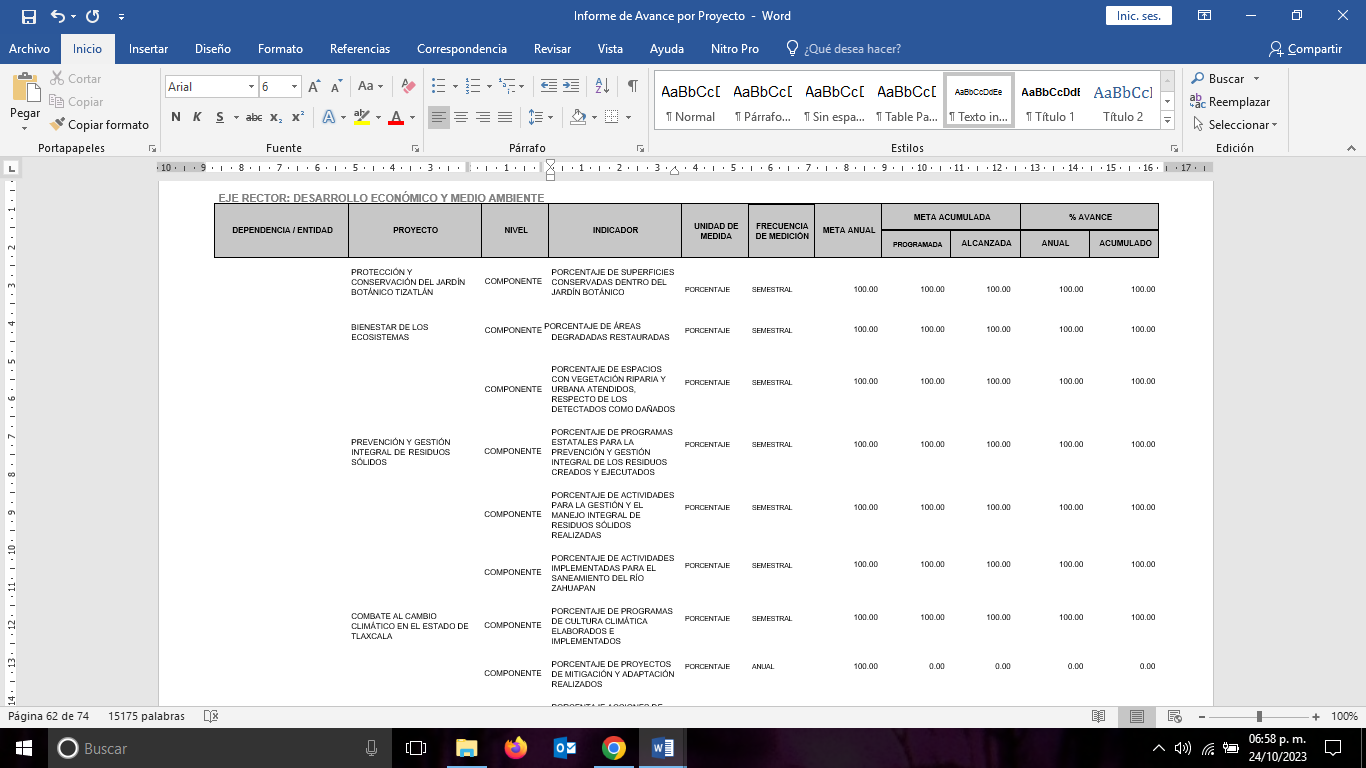 Informe de Avance por Proyecto - Word
Inic. ses.
Archivo Inicio Insertar Diseño Formato Referencias Correspondencia Revisar Vista Ayuda Nitro Pro ¿Qué desea hacer? Compartir
Pegar
Cortar
Copiar
Copiar formato
Portapapeles
Arial 6
N K S abc x₂ x²
Fuente
Párrafo
AaBbCcD AaBbCcD AaBbCcD AaBbCcD AaBbCcDdEe AaBbCcDdE AaBbCcI
¶ Normal ¶ Párrafo... ¶ Sin espa... ¶ Table Pa... ¶ Texto in... ¶ Título 1 Título 2
Estilos
Buscar
Reemplazar
Seleccionar
Edición
EJE RECTOR: DESARROLLO ECONÓMICO Y MEDIO AMBIENTE
DEPENDENCIA / ENTIDAD PROYECTO NIVEL INDICADOR UNIDAD DE MEDIDA FRECUENCIA DE MEDICIÓN META ANUAL META ACUMULADA % AVANCE
PROGRAMADA ALCANZADA ANUAL ACUMULADO
PROTECCIÓN Y CONSERVACIÓN DEL JARDÍN BOTÁNICO TIZATLÁN COMPONENTE PORCENTAJE DE SUPERFICIES CONSERVADAS DENTRO DEL JARDÍN BOTÁNICO PORCENTAJE SEMESTRAL 100.00 100.00 100.00 100.00 100.00
BIENESTAR DE LOS ECOSISTEMAS COMPONENTE PORCENTAJE DE ÁREAS DEGRADADAS RESTAURADAS PORCENTAJE SEMESTRAL 100.00 100.00 100.00 100.00 100.00
COMPONENTE PORCENTAJE DE ESPACIOS CON VEGETACIÓN RIPARIA Y URBANA ATENDIDOS, RESPECTO DE LOS DETECTADOS COMO DAÑADOS PORCENTAJE SEMESTRAL 100.00 100.00 100.00 100.00 100.00
PREVENCIÓN Y GESTIÓN INTEGRAL DE RESIDUOS SÓLIDOS COMPONENTE PORCENTAJE DE PROGRAMAS ESTATALES PARA LA PREVENCIÓN Y GESTIÓN INTEGRAL DE LOS RESIDUOS CREADOS Y EJECUTADOS PORCENTAJE SEMESTRAL 100.00 100.00 100.00 100.00 100.00
COMPONENTE PORCENTAJE DE ACTIVIDADES PARA LA GESTIÓN Y EL MANEJO INTEGRAL DE RESIDUOS SÓLIDOS REALIZADAS PORCENTAJE SEMESTRAL 100.00 100.00 100.00 100.00 100.00
COMPONENTE PORCENTAJE DE ACTIVIDADES IMPLEMENTADAS PARA EL SANEAMIENTO DEL RÍO ZAHUAPAN PORCENTAJE SEMESTRAL 100.00 100.00 100.00 100.00 100.00
COMBATE AL CAMBIO CLIMÁTICO EN EL ESTADO DE TLAXCALA COMPONENTE PORCENTAJE DE PROGRAMAS DE CULTURA CLIMÁTICA ELABORADOS E IMPLEMENTADOS PORCENTAJE SEMESTRAL 100.00 100.00 100.00 100.00 100.00
COMPONENTE PORCENTAJE DE PROYECTOS DE MITIGACIÓN Y ADAPTACIÓN REALIZADOS PORCENTAJE ANUAL 100.00 0.00 0.00 0.00 0.00
Página 62 de 74 15175 palabras 100%
Buscar
06:58 p. m.
24/10/2023